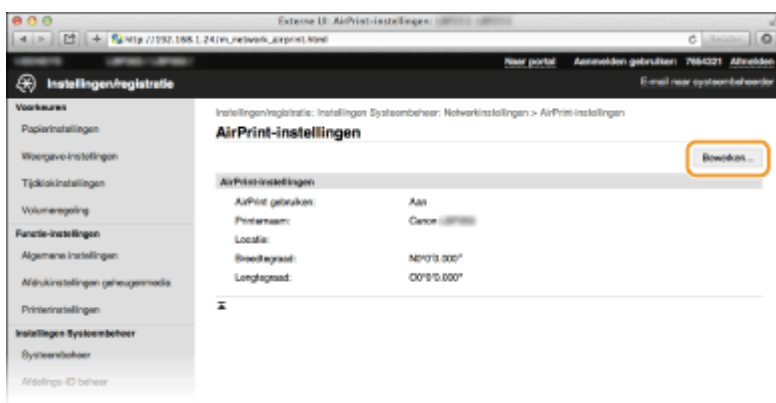 Externe UI: AirPrint-instellingen:
http://192.168.1.24/m_network_airprint.html
Reader
Naar portal Aanmelden gebruiker: 7654321 Afmelden
Instellingen/registratie
E-mail naar systeembeheerder
Voorkeuren
Papierinstellingen
Weergave-instellingen
Tijdklokinstellingen
Volumeregeling
Functie-instellingen
Algemene instellingen
Afdrukinstellingen geheugenmedia
Printerinstellingen
Instellingen Systeembeheer
Systeembeheer
Afdelings-ID beheer
Instellingen/registratie: Instellingen Systeembeheer: Netwerkinstellingen > AirPrint-instellingen
AirPrint-instellingen
Bewerken...
AirPrint-instellingen
AirPrint gebruiken: Aan
Printernaam: Canon
Locatie:
Breedtegraad: N0°0'0.000"
Lengtegraad: O0°0'0.000"